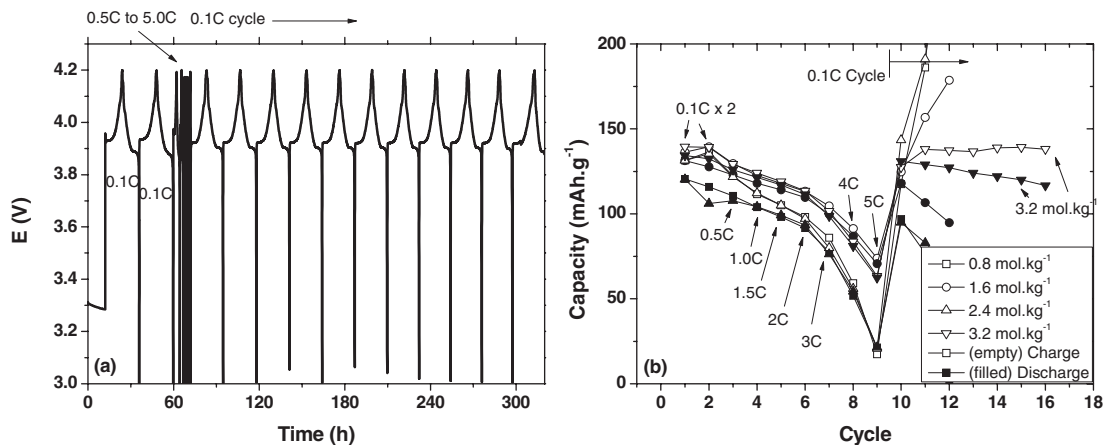 0.5C to 5.0C
0.1C cycle
4.2
4.0
3.8
3.6
3.4
3.2
3.0
E (V)
0.1C
0.1C
(a)
0
60
120
180
240
300
Time (h)
200
150
100
50
0
Capacity (mAh.g⁻¹)
0.1C Cycle
0.1C x 2
4C
5C
0.5C
1.0C
1.5C
2C
3C
3.2 mol.kg⁻¹
0.8 mol.kg⁻¹
1.6 mol.kg⁻¹
2.4 mol.kg⁻¹
3.2 mol.kg⁻¹
(empty) Charge
(filled) Discharge
(b)
0
2
4
6
8
10
12
14
16
18
Cycle